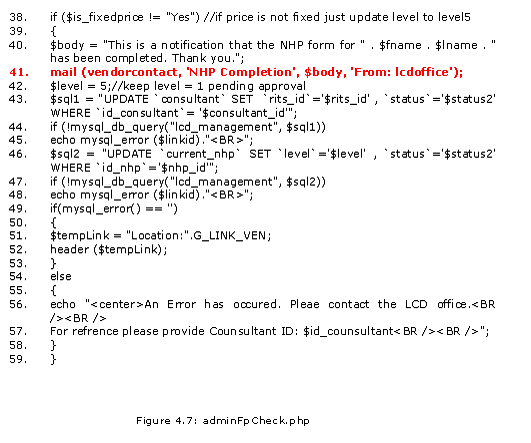 38. if ($is_fixedprice != "Yes") //if price is not fixed just update level to level5
39. {
40. $body = "This is a notification that the NHP form for " . $fname . $lname . "
has been completed. Thank you.";
41. mail (vendorcontact, 'NHP Completion', $body, 'From: lcdoffice');
42. $level = 5;//keep level = 1 pending approval
43. $sql1 = "UPDATE `consultant` SET `rits_id`='$rits_id' , `status`='$status2'
WHERE `id_consultant`= '$consultant_id'";
44. if (!mysql_db_query("lcd_management", $sql1))
45. echo mysql_error ($linkid)."<BR>";
46. $sql2 = "UPDATE `current_nhp` SET `level`='$level' , `status`='$status2'
WHERE `id_nhp`='$nhp_id'";
47. if (!mysql_db_query("lcd_management", $sql2))
48. echo mysql_error ($linkid)."<BR>";
49. if(mysql_error() == '')
50. {
51. $tempLink = "Location:".G_LINK_VEN;
52. header ($tempLink);
53. }
54. else
55. {
56. echo "<center>An Error has occured. Pleae contact the LCD office.<BR
/><BR />
57. For refrence please provide Counsultant ID: $id_counsultant<BR /><BR />";
58. }
59. }
Figure 4.7: adminFpCheck.php